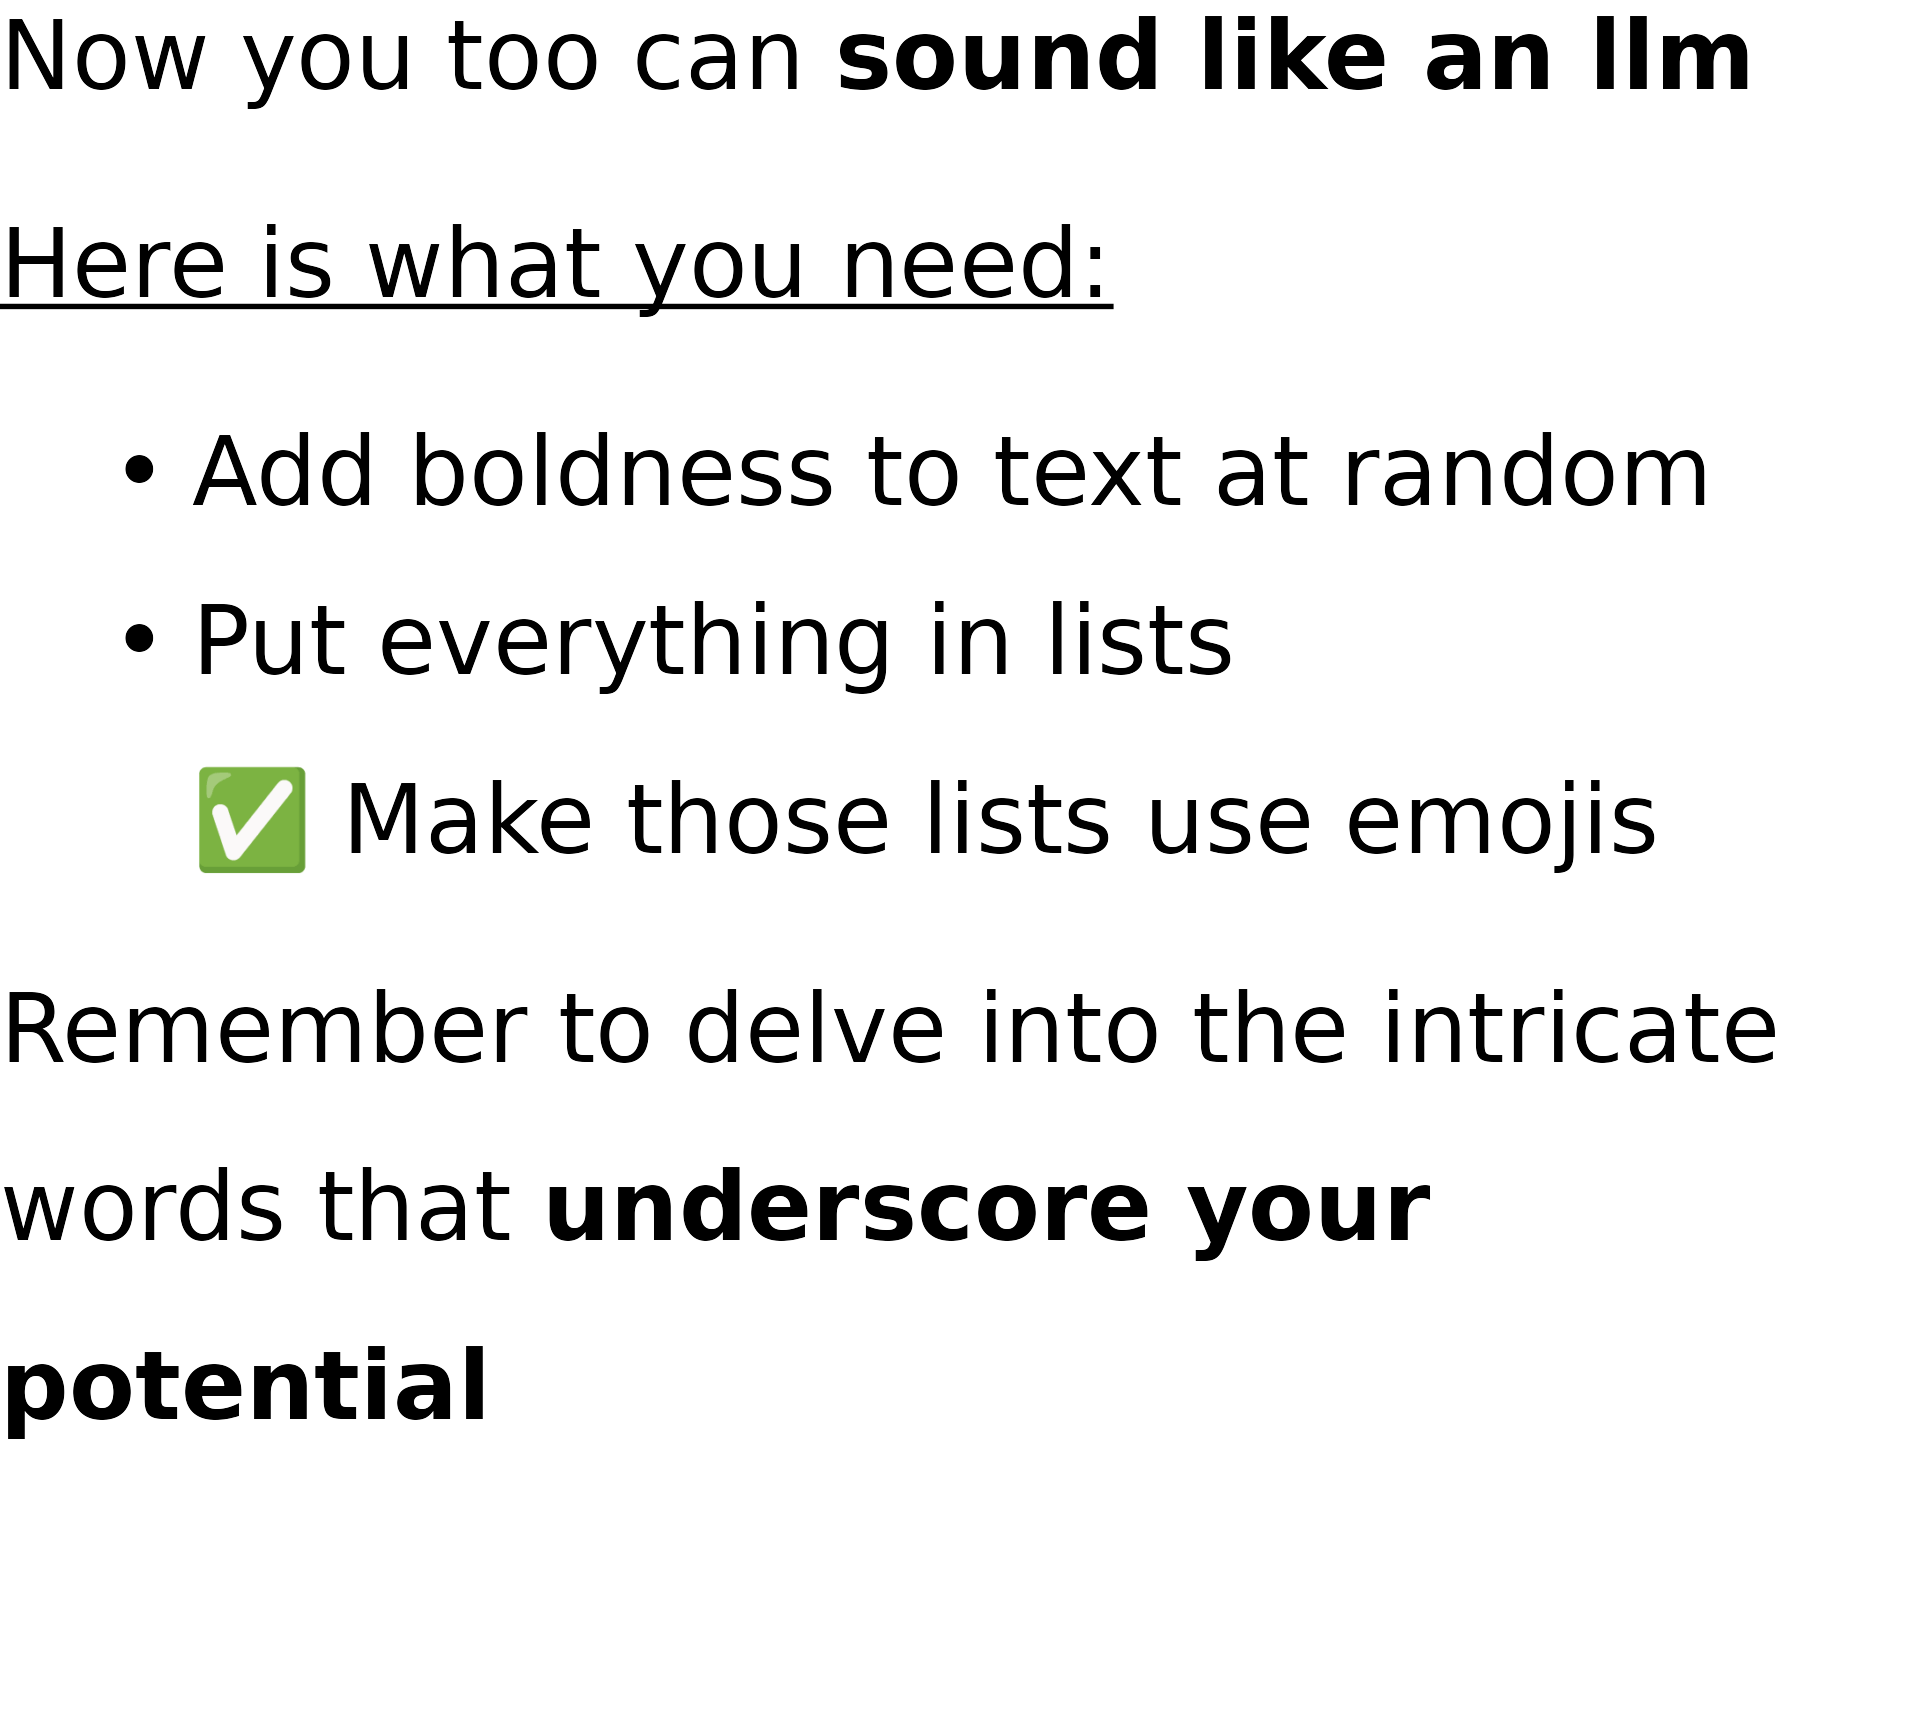 Now you too can sound like an llm
Here is what you need:
• Add boldness to text at random
• Put everything in lists
✅ Make those lists use emojis
Remember to delve into the intricate
words that underscore your
potential